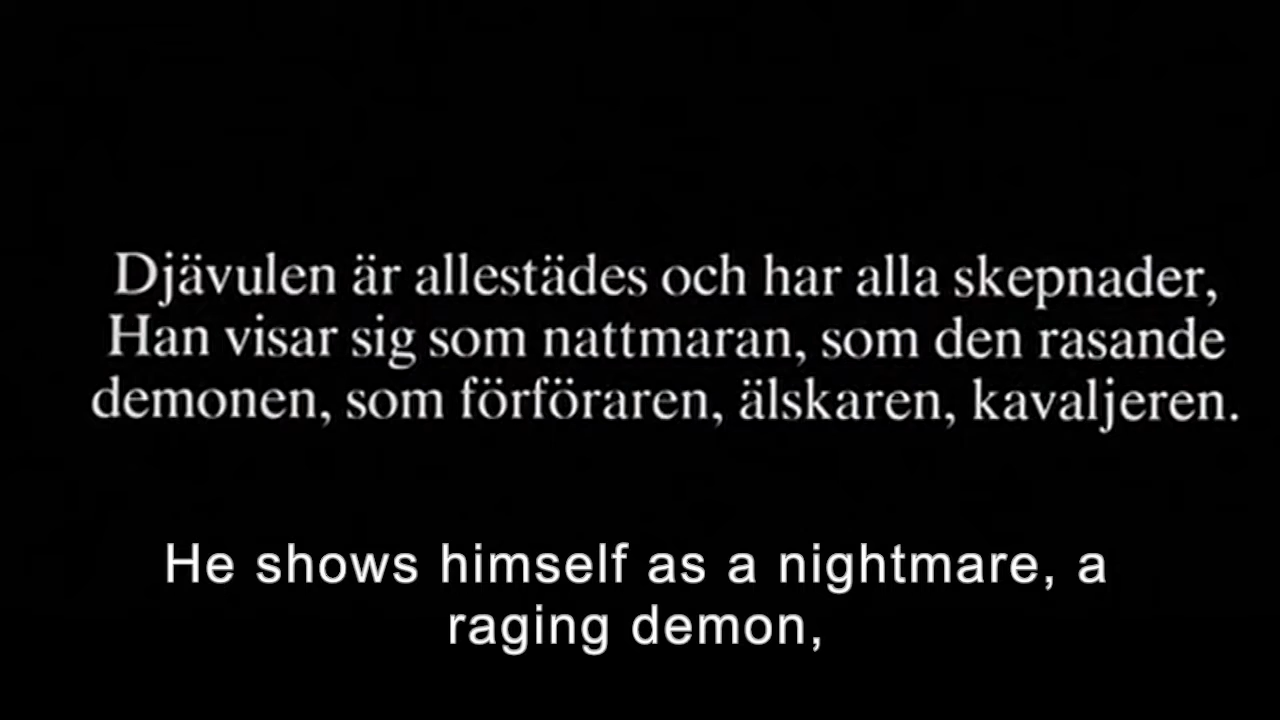 Djävulen är allestädes och har alla skepnader,
Han visar sig som nattmaran, som den rasande
demonen, som förföraren, älskaren, kavaljeren.
He shows himself as a nightmare, a
raging demon,